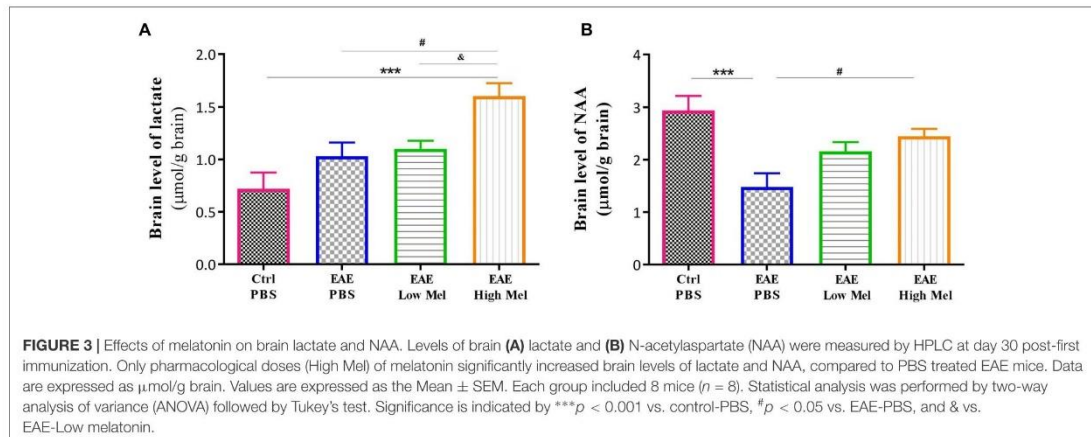 A
Brain level of lactate
(μmol/g brain)
2.0
1.5
1.0
0.5
0.0
#
&
***
Ctrl
PBS
EAE
PBS
EAE
Low Mel
EAE
High Mel
B
Brain level of NAA
(μmol/g brain)
4
3
2
1
0
***
#
Ctrl
PBS
EAE
PBS
EAE
Low Mel
EAE
High Mel
FIGURE 3 | Effects of melatonin on brain lactate and NAA. Levels of brain (A) lactate and (B) N-acetylaspartate (NAA) were measured by HPLC at day 30 post-first
immunization. Only pharmacological doses (High Mel) of melatonin significantly increased brain levels of lactate and NAA, compared to PBS treated EAE mice. Data
are expressed as μmol/g brain. Values are expressed as the Mean ± SEM. Each group included 8 mice (n = 8). Statistical analysis was performed by two-way
analysis of variance (ANOVA) followed by Tukey's test. Significance is indicated by ***p < 0.001 vs. control-PBS, #p < 0.05 vs. EAE-PBS, and & vs.
EAE-Low melatonin.